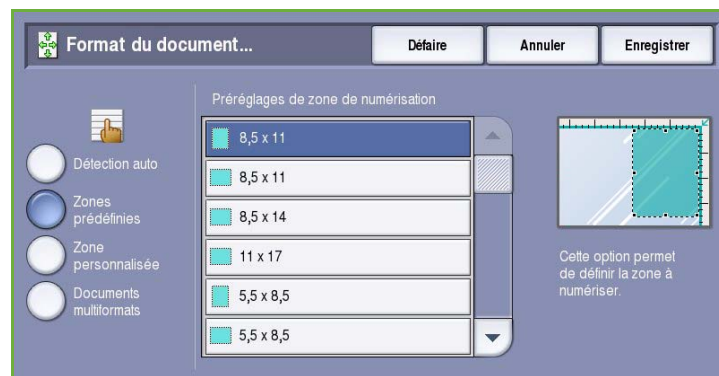 Format du document...
Défaire
Annuler
Enregistrer
Préréglages de zone de numérisation
Détection auto
Zones
prédéfinies
Zone
personnalisée
Documents
multiformats
8,5 x 11
8,5 x 11
8,5 x 14
11 x 17
5,5 x 8,5
5,5 x 8,5
Cette option permet
de définir la zone à
numériser.